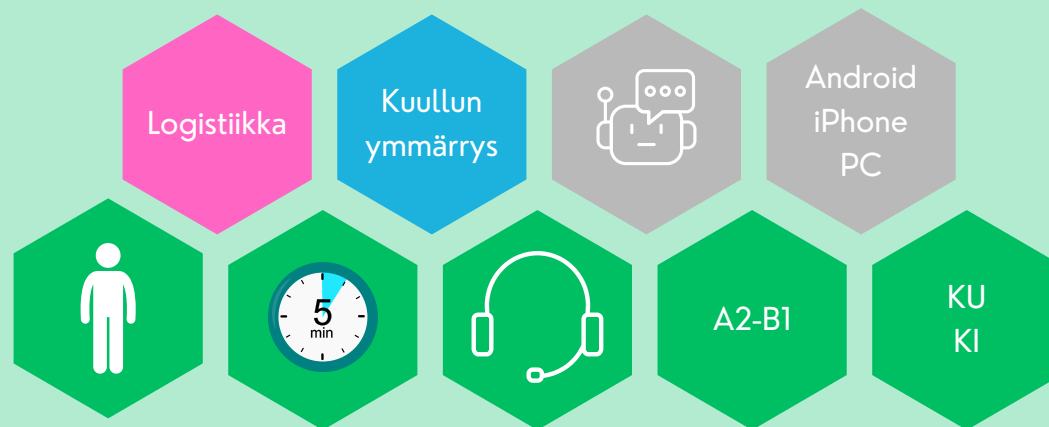 Logistiikka
Kuullun
ymmärrys
Android
iPhone
PC
5
min
A2-B1
KU
KI